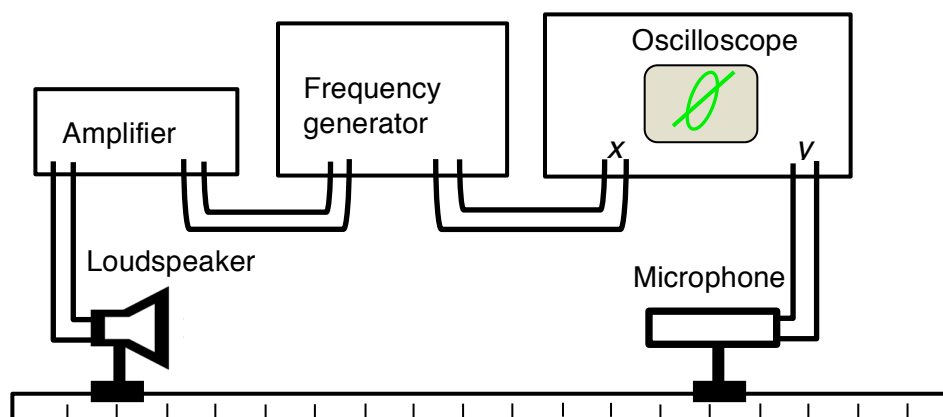 Oscilloscope
Frequency
generator
Amplifier
x
y
Loudspeaker
Microphone